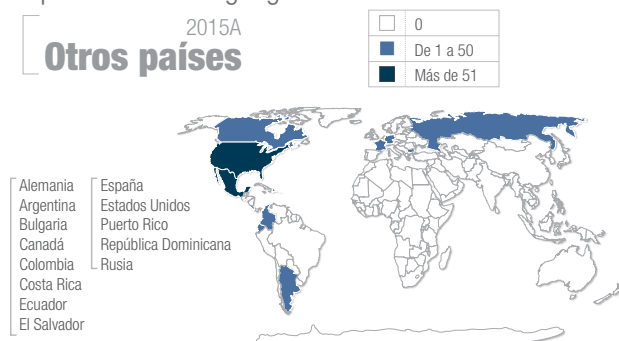 2015A
Otros países
0
De 1 a 50
Más de 51
Alemania
Argentina
Bulgaria
Canadá
Colombia
Costa Rica
Ecuador
El Salvador
España
Estados Unidos
Puerto Rico
República Dominicana
Rusia